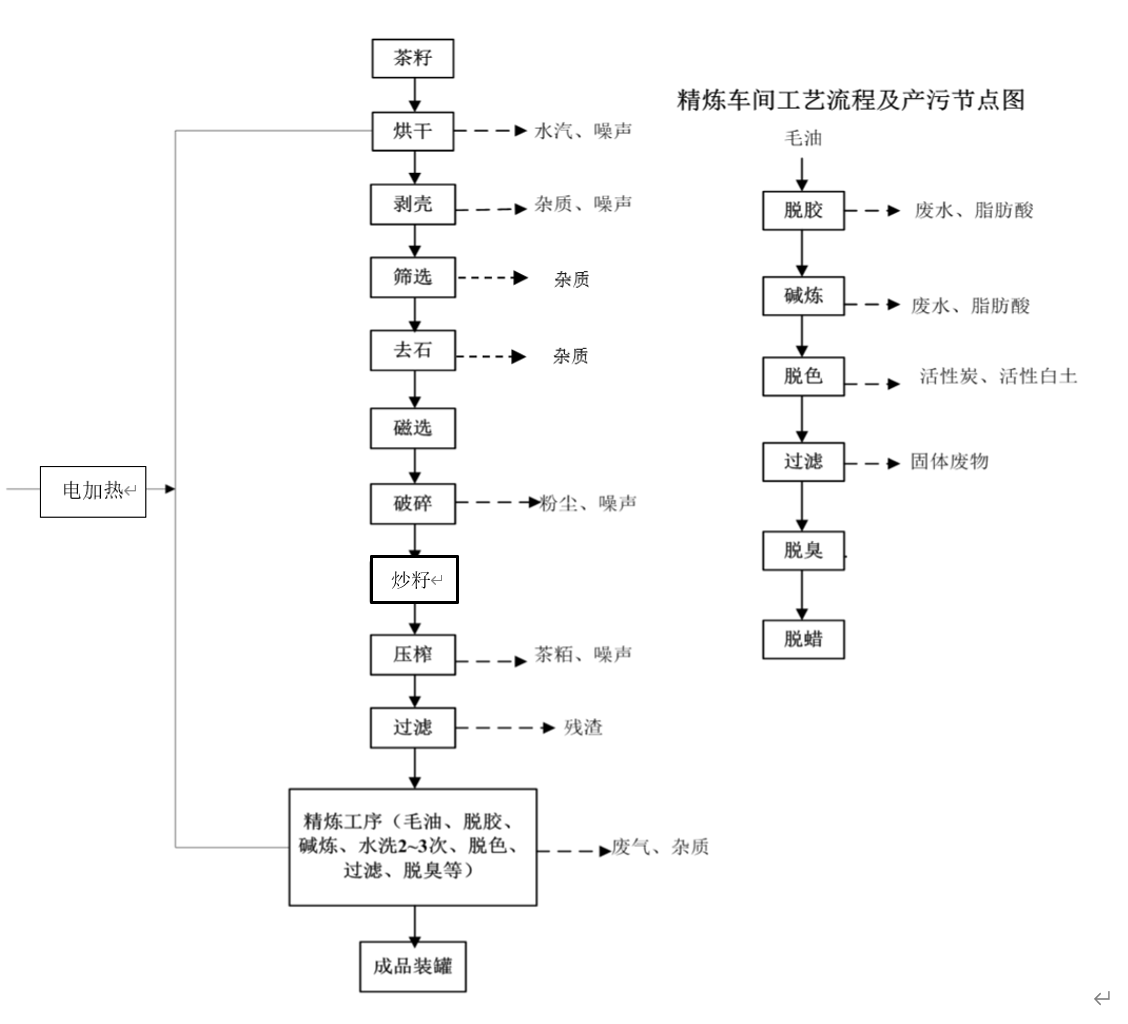 茶籽
烘干
水汽、噪声
剥壳
杂质、噪声
筛选
杂质
去石
杂质
磁选
电加热↵
破碎
粉尘、噪声
炒籽↵
压榨
茶粕、噪声
过滤
残渣
精炼工序（毛油、脱胶、
碱炼、水洗2~3次、脱色、
过滤、脱臭等）
废气、杂质
成品装罐
精炼车间工艺流程及产污节点图
毛油
脱胶
废水、脂肪酸
碱炼
废水、脂肪酸
脱色
活性炭、活性白土
过滤
固体废物
脱臭
脱蜡
↵